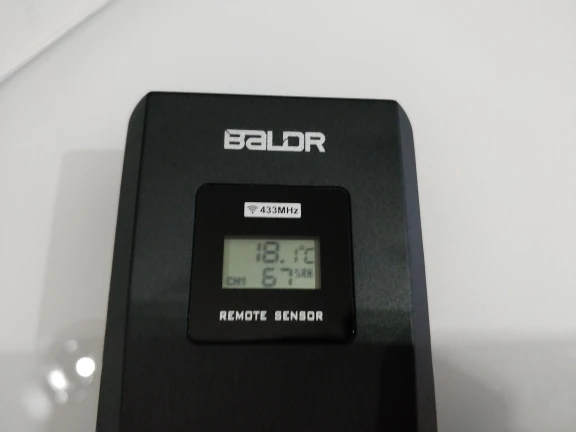 BALDR
433MHz
18.1°C
CH1 67%RH
REMOTE SENSOR